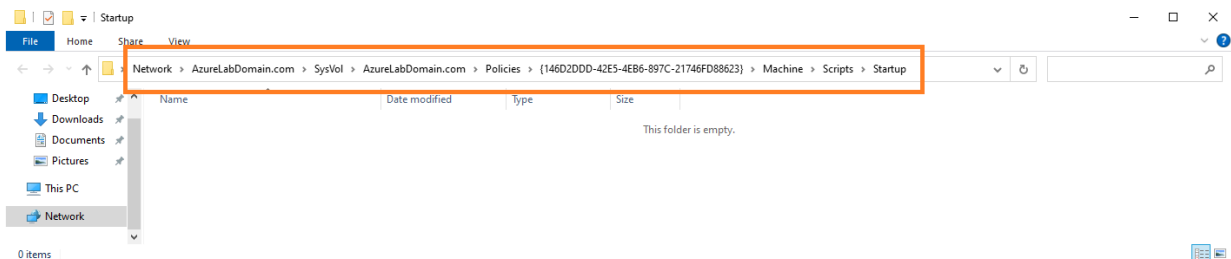 Startup
File Home Share View
Network > AzureLabDomain.com > SysVol > AzureLabDomain.com > Policies > {146D2DDD-42E5-4EB6-897C-21746FD88623} > Machine > Scripts > Startup
Name Date modified Type Size
This folder is empty.
Desktop
Downloads
Documents
Pictures
This PC
Network
0 items